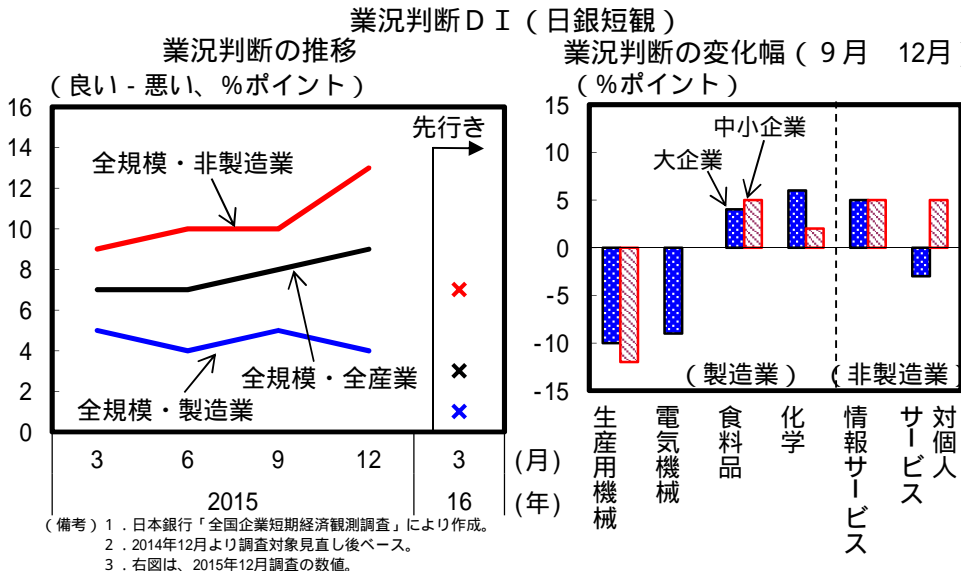 業況判断ＤＩ（日銀短観）
業況判断の推移
（良い－悪い、％ポイント）
16
14
12
10
8
6
4
2
0
先行き
全規模・非製造業
全規模・全産業
全規模・製造業
3 6 9 12 3 (月)
2015 16 (年)
業況判断の変化幅（９月 12月）
（％ポイント）
15
10
5
0
-5
-10
-15
中小企業
大企業
（製造業）（非製造業）
生産用機械
電気機械
食料品
化学
情報サービス
対個人
サービス
（備考）１．日本銀行「全国企業短期経済観測調査」により作成。
２．2014年12月より調査対象見直し後ベース。
３．右図は、2015年12月調査の数値。